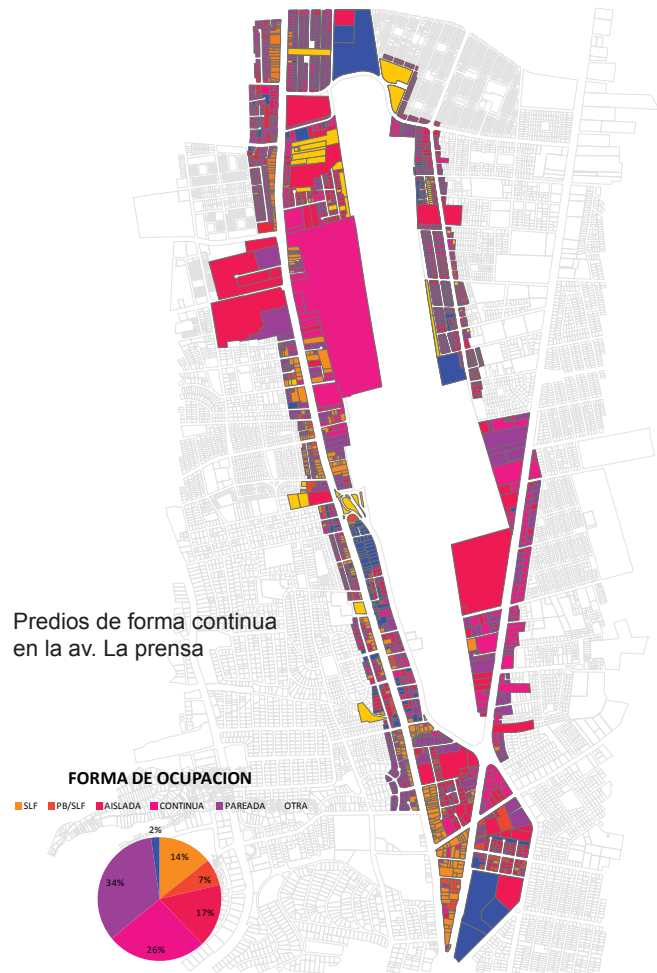 Predios de forma continua
en la av. La prensa
FORMA DE OCUPACION
SLF PB/SLF AISLADA CONTINUA PAREADA OTRA
2%
14%
7%
34%
17%
26%